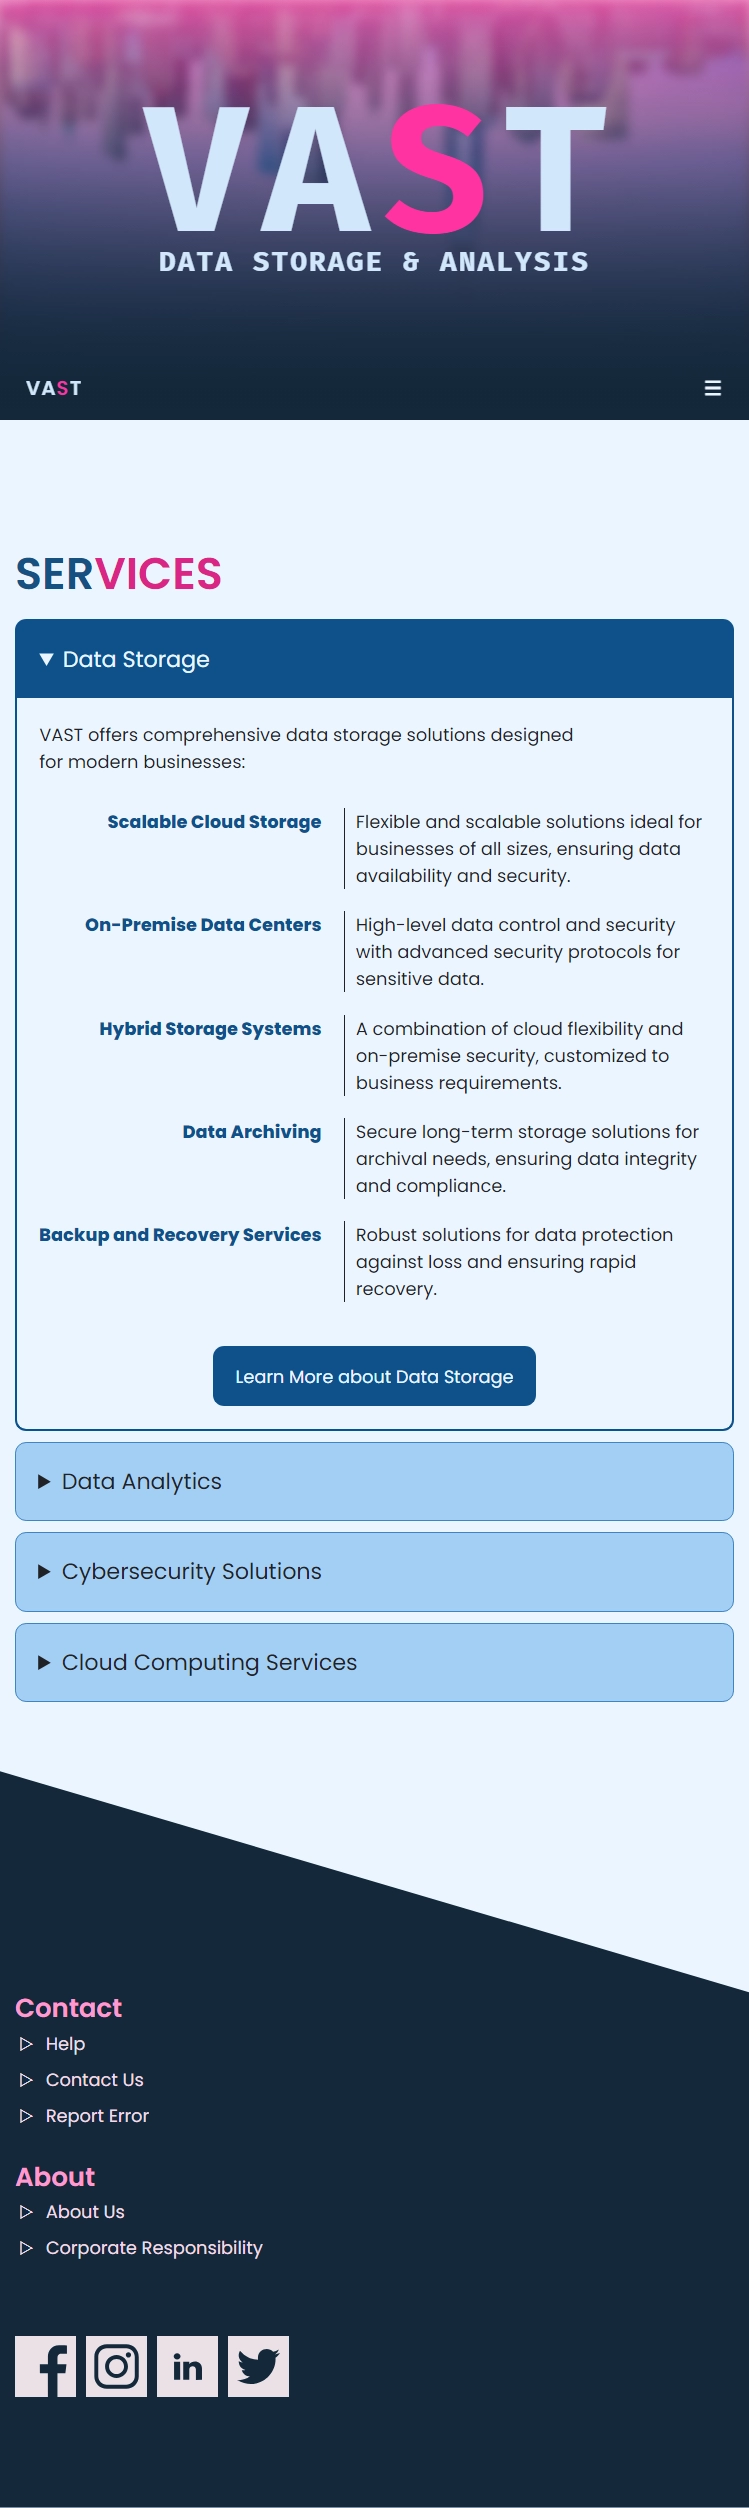 VAST
DATA STORAGE & ANALYSIS
VAST
SERVICES
Data Storage
VAST offers comprehensive data storage solutions designed
for modern businesses:
Scalable Cloud Storage
Flexible and scalable solutions ideal for
businesses of all sizes, ensuring data
availability and security.
On-Premise Data Centers
High-level data control and security
with advanced security protocols for
sensitive data.
Hybrid Storage Systems
A combination of cloud flexibility and
on-premise security, customized to
business requirements.
Data Archiving
Secure long-term storage solutions for
archival needs, ensuring data integrity
and compliance.
Backup and Recovery Services
Robust solutions for data protection
against loss and ensuring rapid
recovery.
Learn More about Data Storage
Data Analytics
Cybersecurity Solutions
Cloud Computing Services
Contact
Help
Contact Us
Report Error
About
About Us
Corporate Responsibility